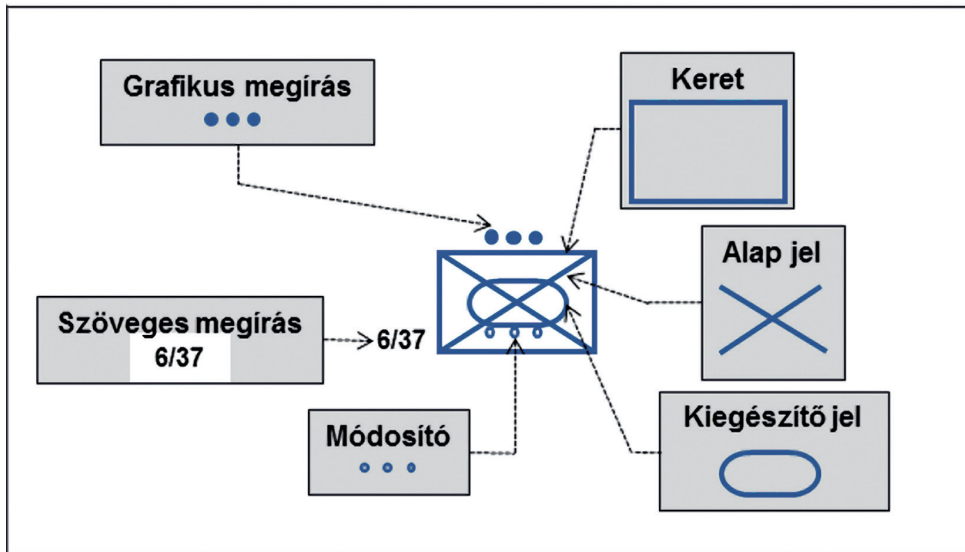 Grafikus megírás
Keret
Alap jel
Szöveges megírás
6/37
6/37
Módosító
Kiegészítő jel